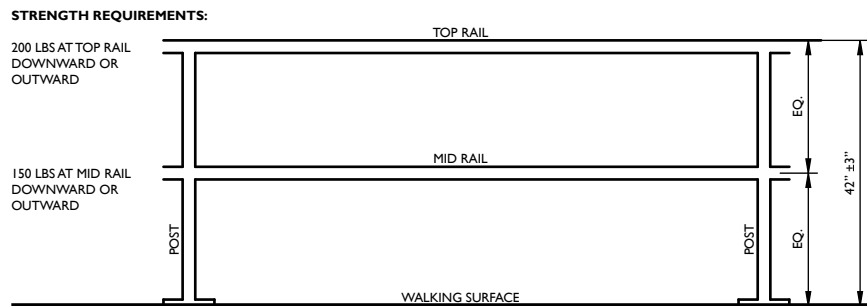 STRENGTH REQUIREMENTS:
200 LBS AT TOP RAIL
DOWNWARD OR
OUTWARD
TOP RAIL
EQ.
42" ±3"
150 LBS AT MID RAIL
DOWNWARD OR
OUTWARD
MID RAIL
POST
POST
EQ.
WALKING SURFACE